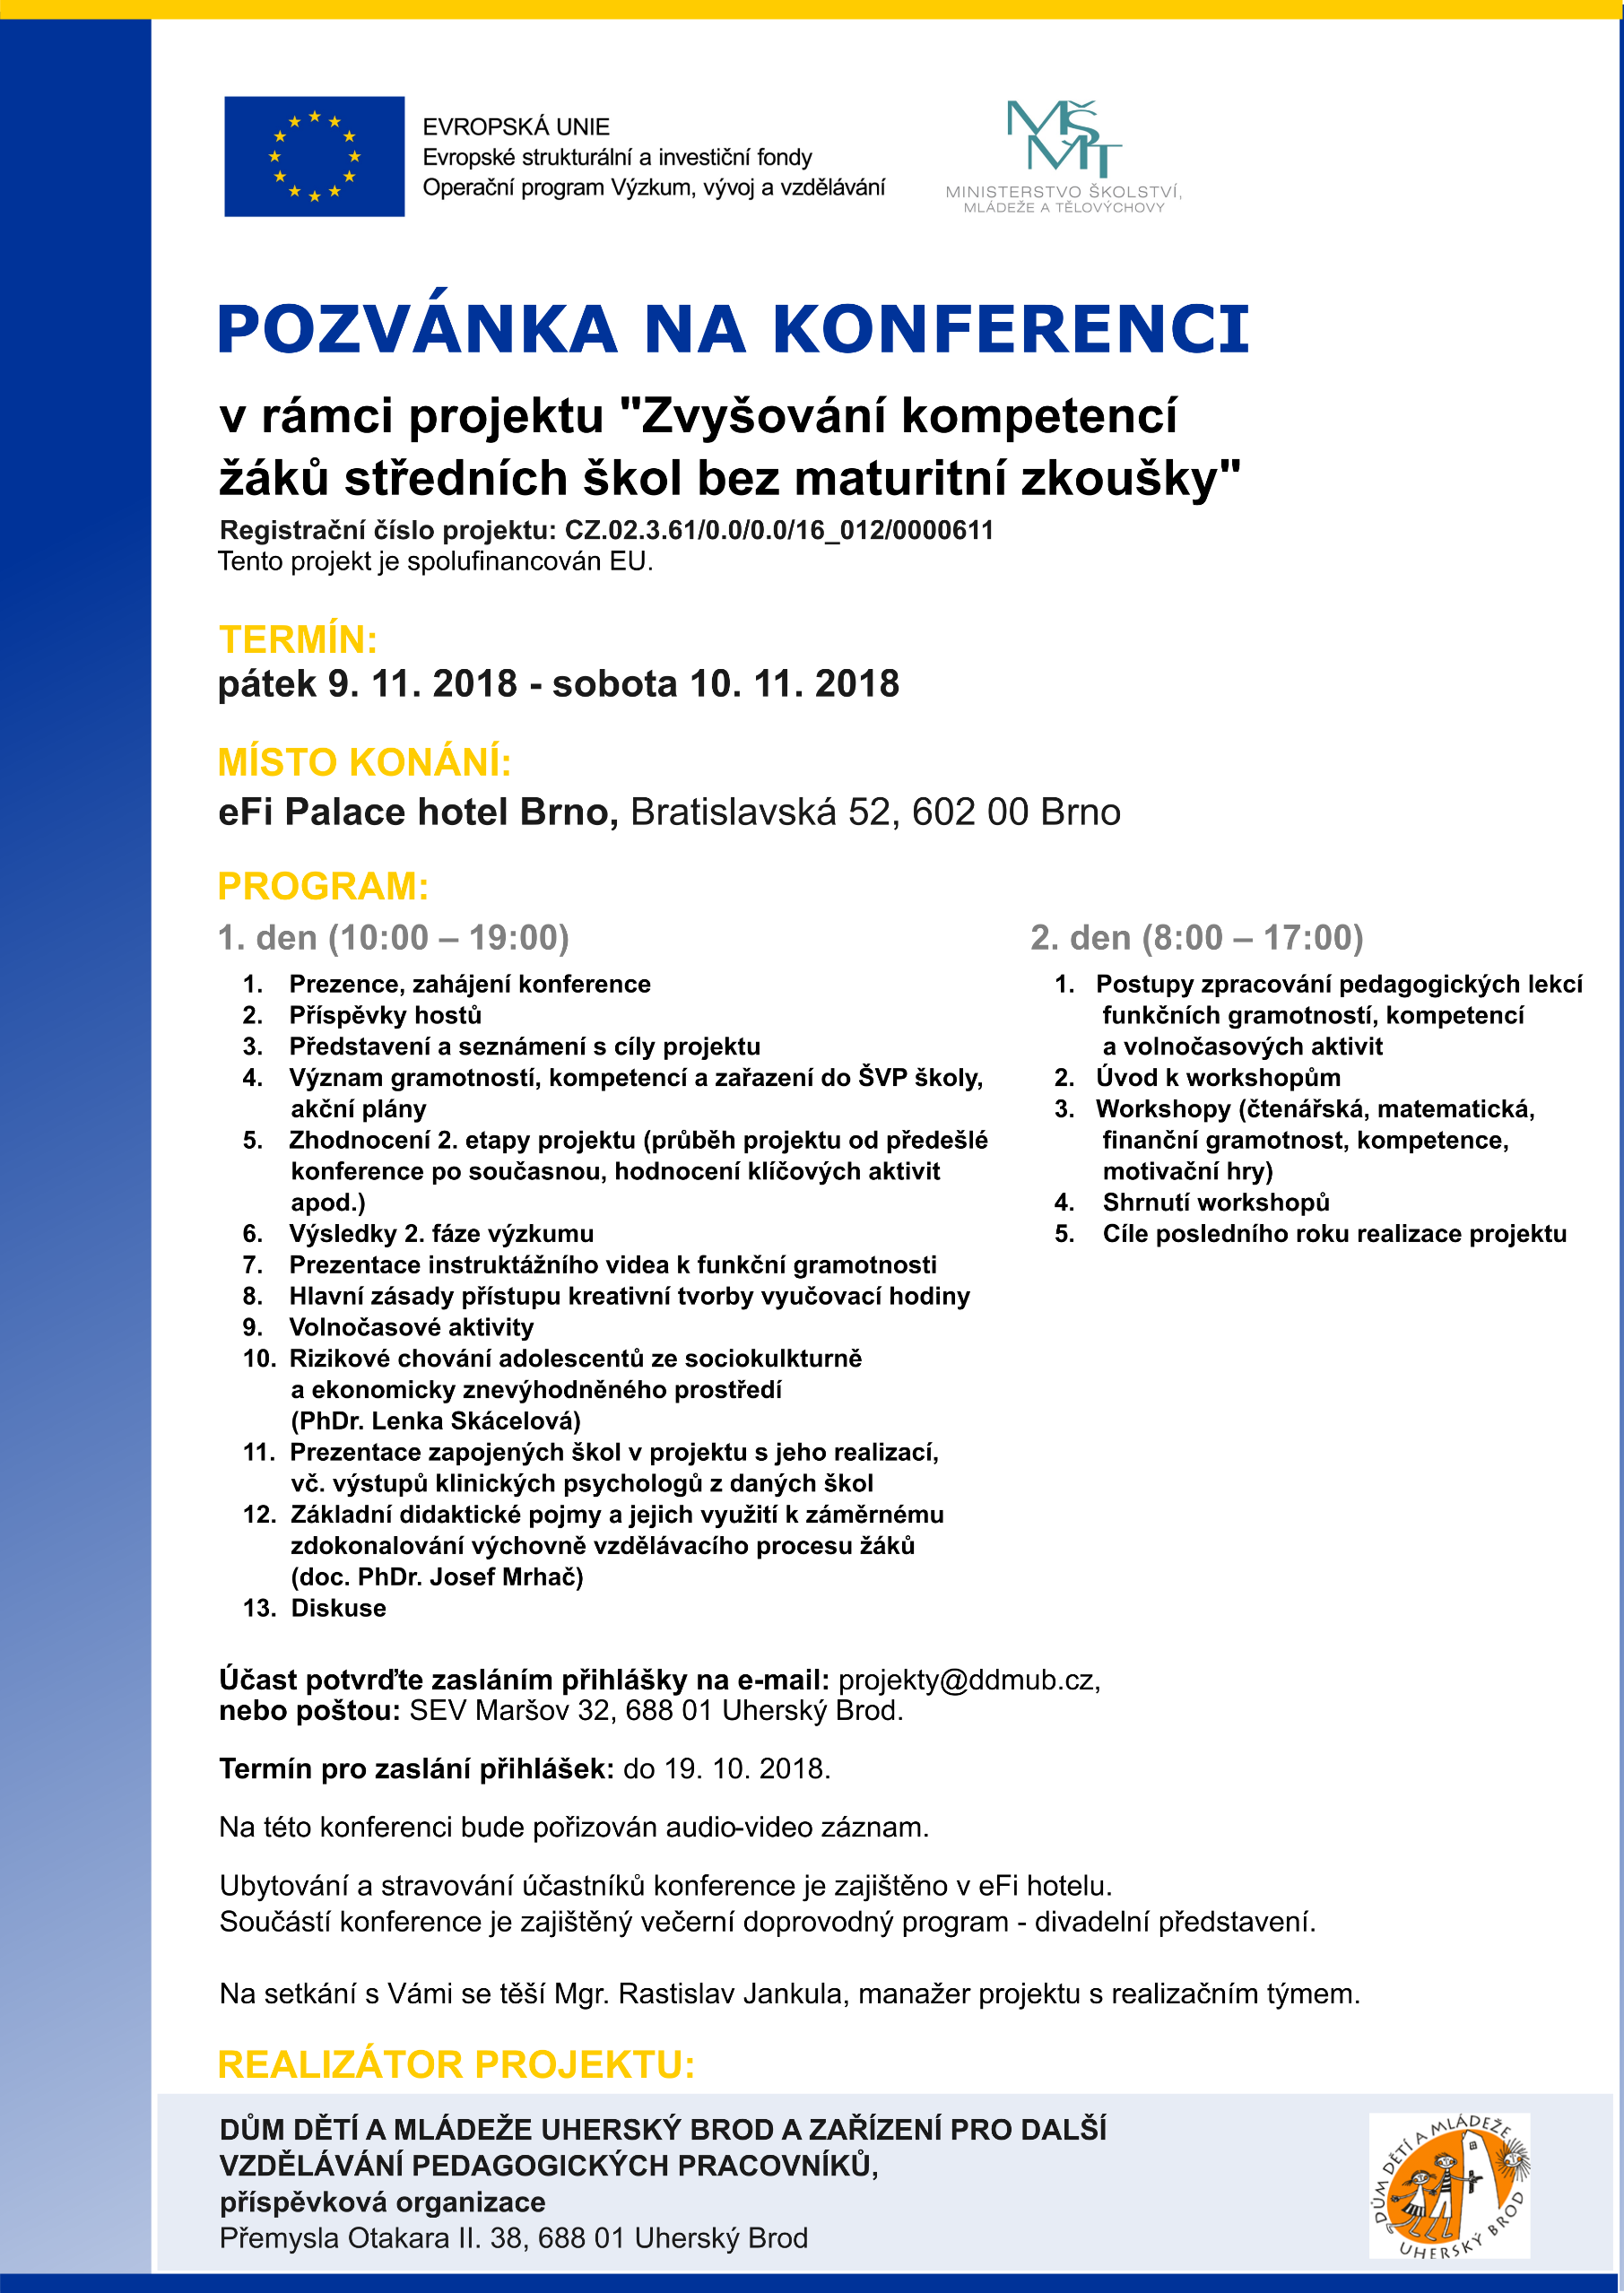 EVROPSKÁ UNIE
Evropské strukturální a investiční fondy
Operační program Výzkum, vývoj a vzdělávání
MŠMT
MINISTERSTVO ŠKOLSTVÍ,
MLÁDEŽE A TĚLOVÝCHOVY
POZVÁNKA NA KONFERENCI
v rámci projektu "Zvyšování kompetencí
žáků středních škol bez maturitní zkoušky"
Registrační číslo projektu: CZ.02.3.61/0.0/0.0/16_012/0000611
Tento projekt je spolufinancován EU.
TERMÍN:
pátek 9. 11. 2018 - sobota 10. 11. 2018
MÍSTO KONÁNÍ:
eFi Palace hotel Brno, Bratislavská 52, 602 00 Brno
PROGRAM:
1. den (10:00 – 19:00)
1. Prezence, zahájení konference
2. Příspěvky hostů
3. Představení a seznámení s cíly projektu
4. Význam gramotností, kompetencí a zařazení do ŠVP školy,
akční plány
5. Zhodnocení 2. etapy projektu (průběh projektu od předešlé
konference po současnou, hodnocení klíčových aktivit
apod.)
6. Výsledky 2. fáze výzkumu
7. Prezentace instruktážního videa k funkční gramotnosti
8. Hlavní zásady přístupu kreativní tvorby vyučovací hodiny
9. Volnočasové aktivity
10. Rizikové chování adolescentů ze sociokulkturně
a ekonomicky znevýhodněného prostředí
(PhDr. Lenka Skácelová)
11. Prezentace zapojených škol v projektu s jeho realizací,
vč. výstupů klinických psychologů z daných škol
12. Základní didaktické pojmy a jejich využití k záměrnému
zdokonalování výchovně vzdělávacího procesu žáků
(doc. PhDr. Josef Mrhač)
13. Diskuse
2. den (8:00 – 17:00)
1. Postupy zpracování pedagogických lekcí
funkčních gramotností, kompetencí
a volnočasových aktivit
2. Úvod k workshopům
3. Workshopy (čtenářská, matematická,
finanční gramotnost, kompetence,
motivační hry)
4. Shrnutí workshopů
5. Cíle posledního roku realizace projektu
Účast potvrďte zasláním přihlášky na e-mail: projekty@ddmub.cz,
nebo poštou: SEV Maršov 32, 688 01 Uherský Brod.
Termín pro zaslání přihlášek: do 19. 10. 2018.
Na této konferenci bude pořizován audio-video záznam.
Ubytování a stravování účastníků konference je zajištěno v eFi hotelu.
Součástí konference je zajištěný večerní doprovodný program - divadelní představení.
Na setkání s Vámi se těší Mgr. Rastislav Jankula, manažer projektu s realizačním týmem.
REALIZÁTOR PROJEKTU:
DŮM DĚTÍ A MLÁDEŽE UHERSKÝ BROD A ZAŘÍZENÍ PRO DALŠÍ
VZDĚLÁVÁNÍ PEDAGOGICKÝCH PRACOVNÍKŮ,
příspěvková organizace
Přemysla Otakara II. 38, 688 01 Uherský Brod
DŮM DĚTÍ A MLÁDEŽE
UHERSKÝ BROD